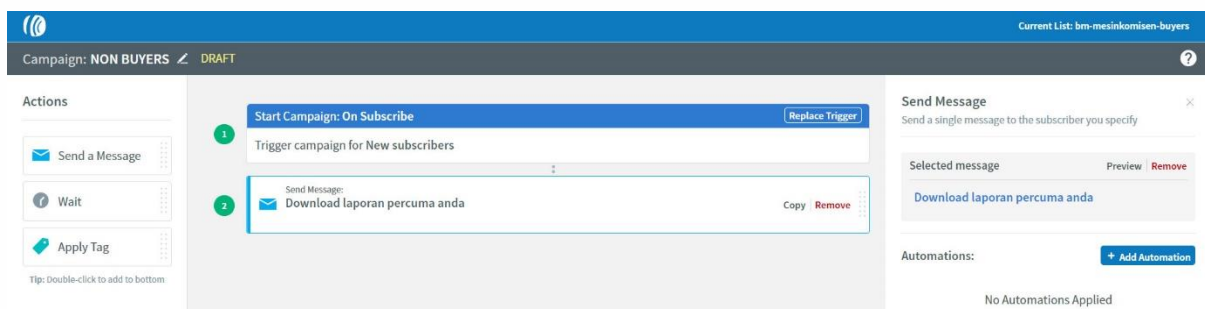 Current List: bm-mesinkomisen-buyers
Campaign: NON BUYERS DRAFT
?
Actions
Send a Message
Wait
Apply Tag
Tip: Double-click to add to bottom
1
Start Campaign: On Subscribe Replace Trigger
Trigger campaign for New subscribers
2
Send Message:
Download laporan percuma anda Copy Remove
Send Message
Send a single message to the subscriber you specify
Selected message Preview Remove
Download laporan percuma anda
Automations: + Add Automation
No Automations Applied